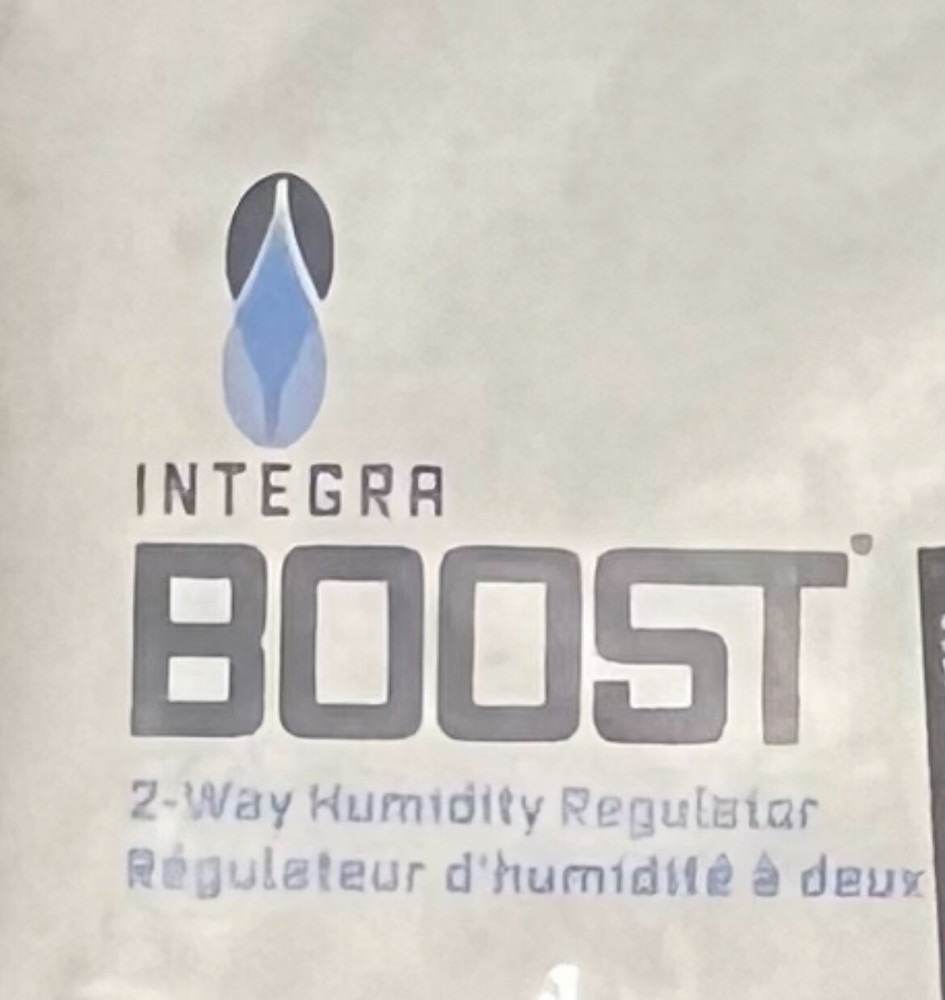 INTEGRA
BOOST®
2-Way Humidity Regulator
Régulateur d'humidité à deux